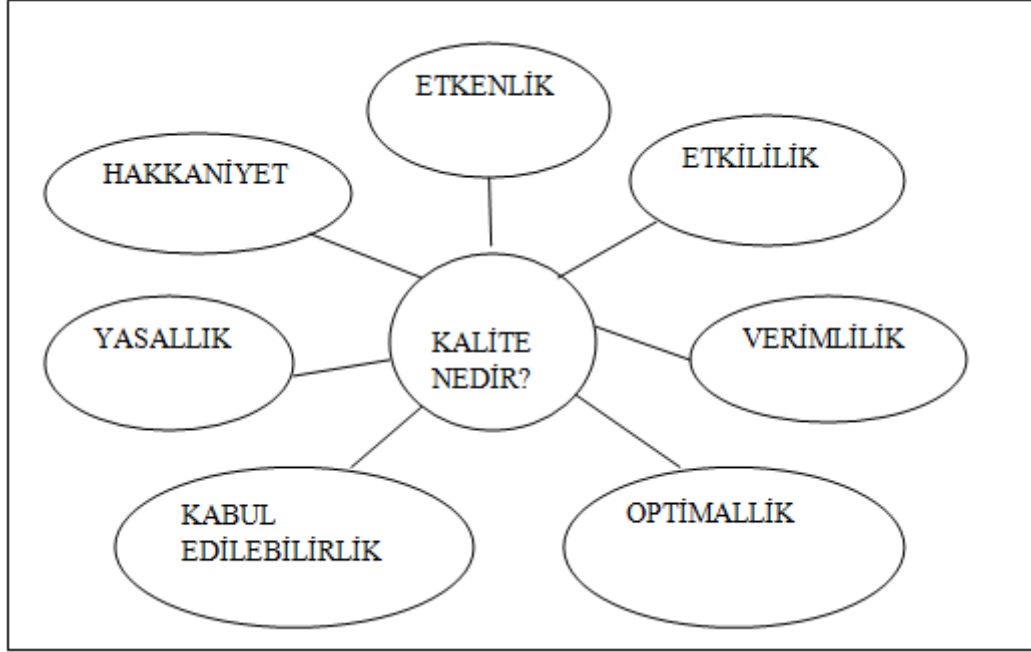 ETKENLİK
ETKİLİLİK
HAKKANİYET
YASALLIK
KALİTE
NEDİR?
VERİMLİLİK
KABUL
EDİLEBİLİRLİK
OPTİMALLİK